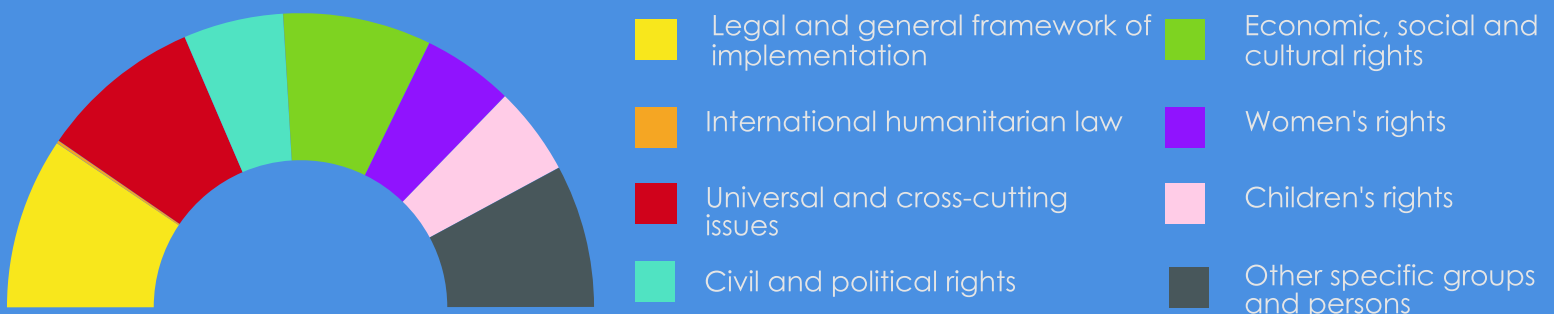 Legal and general framework of
implementation
International humanitarian law
Universal and cross-cutting
issues
Civil and political rights
Economic, social and
cultural rights
Women's rights
Children's rights
Other specific groups
and persons